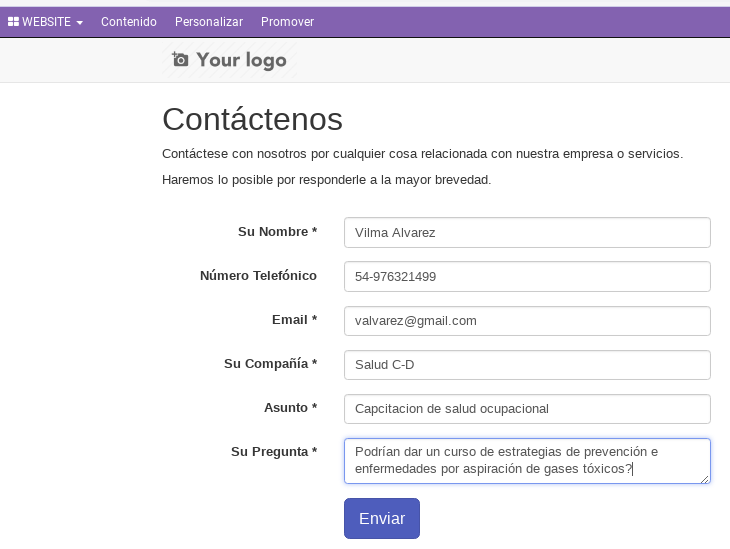 WEBSITE Contenido Personalizar Promover
Your logo
Contáctenos
Contáctese con nosotros por cualquier cosa relacionada con nuestra empresa o servicios.
Haremos lo posible por responderle a la mayor brevedad.
Su Nombre * Vilma Alvarez
Número Telefónico 54-976321499
Email * valvarez@gmail.com
Su Compañía * Salud C-D
Asunto * Capcitacion de salud ocupacional
Su Pregunta * Podrían dar un curso de estrategias de prevención e
enfermedades por aspiración de gases tóxicos?
Enviar